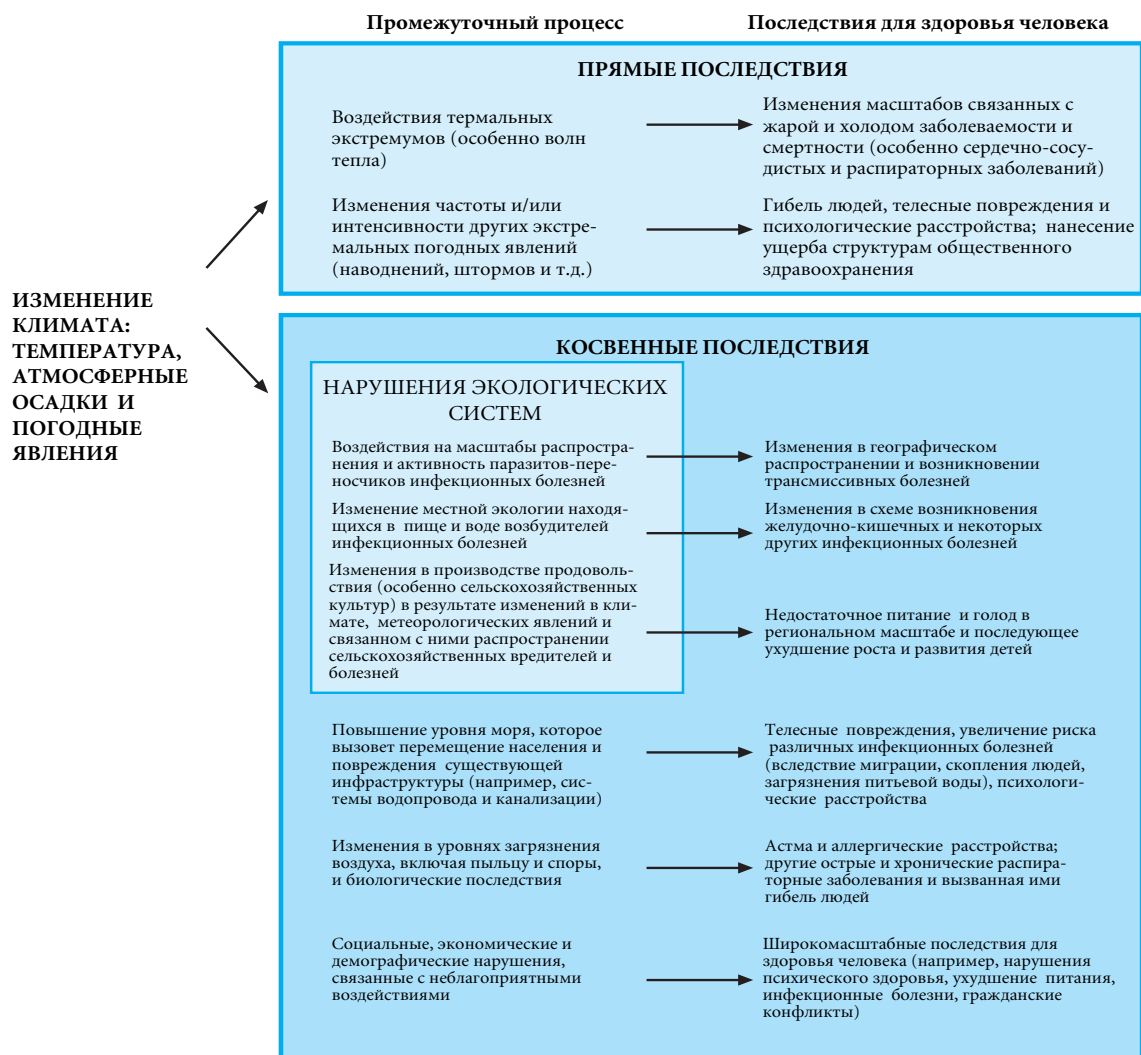 Промежуточный процесс
Последствия для здоровья человека
ИЗМЕНЕНИЕ
КЛИМАТА:
ТЕМПЕРАТУРА,
АТМОСФЕРНЫЕ
ОСАДКИ И
ПОГОДНЫЕ
ЯВЛЕНИЯ
ПРЯМЫЕ ПОСЛЕДСТВИЯ
Воздействия термальных
экстремумов (особенно волн
тепла)
Изменения масштабов связанных с
жарой и холодом заболеваемости и
смертности (особенно сердечно-сосу-
дистых и распираторных заболеваний)
Изменения частоты и/или
интенсивности других экстре-
мальных погодных явлений
(наводнений, штормов и т.д.)
Гибель людей, телесные повреждения и
психологические расстройства; нанесение
ущерба структурам общественного
здравоохранения
КОСВЕННЫЕ ПОСЛЕДСТВИЯ
НАРУШЕНИЯ ЭКОЛОГИЧЕСКИХ
СИСТЕМ
Воздействия на масштабы распростра-
нения и активность паразитов-пере-
носчиков инфекционных болезней
Изменения в географическом
распространении и возникновении
трансмиссивных болезней
Изменение местной экологии находя-
щихся в пище и воде возбудителей
инфекционных болезней
Изменения в схеме возникновения
желудочно-кишечных и некоторых
других инфекционных болезней
Изменения в производстве продоволь-
ствия (особенно сельскохозяйственных
культур) в результате изменений в кли-
мате, метеорологических явлений и
связанном с ними распространении
сельскохозяйственных вредителей и
болезней
Недостаточное питание и голод в
региональном масштабе и последующее
ухудшение роста и развития детей
Повышение уровня моря, которое
вызовет перемещение населения и
повреждения существующей
инфраструктуры (например, сис-
темы водопровода и канализации)
Телесные повреждения, увеличение риска
различных инфекционных болезней
(вследствие миграции, скопления людей,
загрязнения питьевой воды), психологи-
ческие расстройства
Изменения в уровнях загрязнения
воздуха, включая пыльцу и споры,
и биологические последствия
Астма и аллергические расстройства;
другие острые и хронические распира-
торные заболевания и вызванная ими
гибель людей
Социальные, экономические и
демографические нарушения,
связанные с неблагоприятными
воздействиями
Широкомасштабные последствия для
здоровья человека (например, нарушения
психического здоровья, ухудшение питания,
инфекционные болезни, гражданские
конфликты)